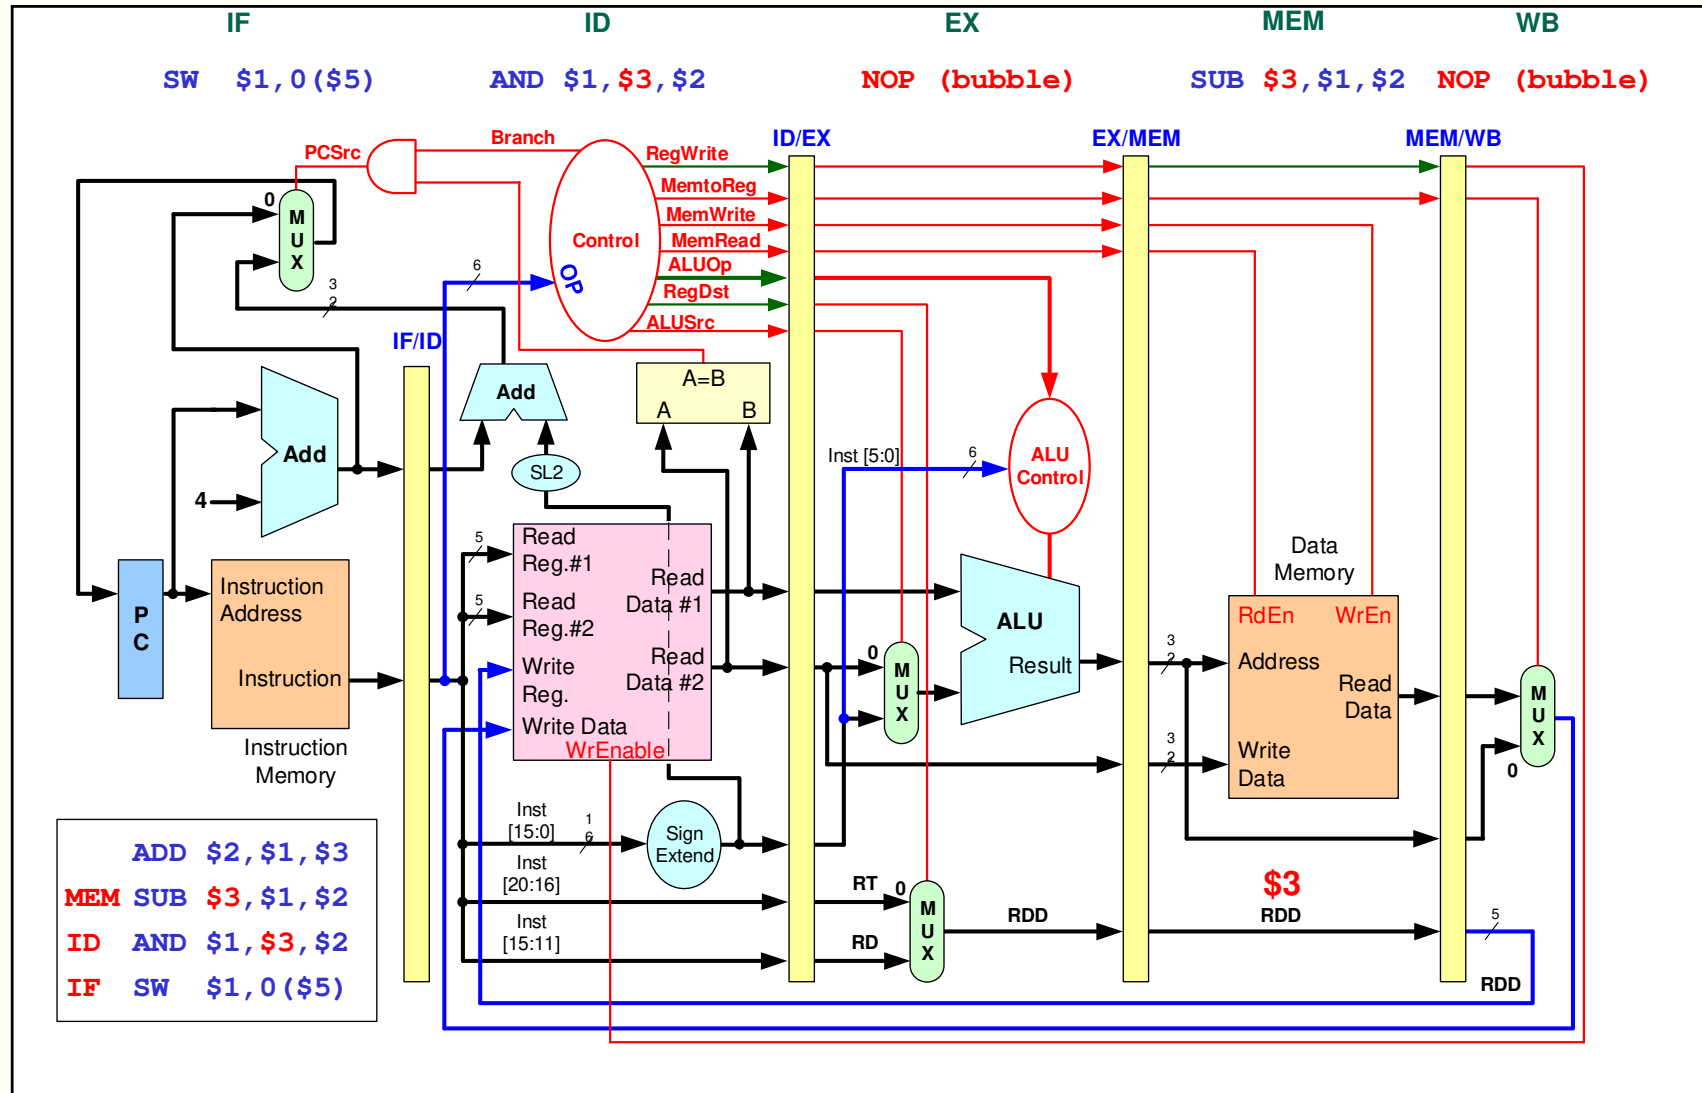 IF ID EX MEM WB
SW $1,0($5) AND $1,$3,$2 NOP (bubble) SUB $3,$1,$2 NOP (bubble)
Branch
PCSrc
ID/EX
EX/MEM
MEM/WB
RegWrite
MemtoReg
MemWrite
MemRead
ALUOp
RegDst
ALUSrc
Control
OP
0
M
U
X
6
3
2
IF/ID
Add
4
Add
SL2
A=B
A B
Inst [5:0]
6
ALU
Control
P
C
Instruction
Address
Instruction
Instruction
Memory
5
Read
Reg.#1
5
Read
Reg.#2
Write
Reg.
Write Data
WrEnable
Read
Data #1
Read
Data #2
0
M
U
X
ALU
Result
Data
Memory
RdEn WrEn
3
2
Address
Read
Data
3
2
Write
Data
M
U
X
0
Inst
[15:0]
1
6
Sign
Extend
Inst
[20:16]
Inst
[15:11]
RT
0
RD
M
U
X
RDD
$3
RDD
5
RDD
ADD $2,$1,$3
MEM SUB $3,$1,$2
ID AND $1,$3,$2
IF SW $1,0($5)